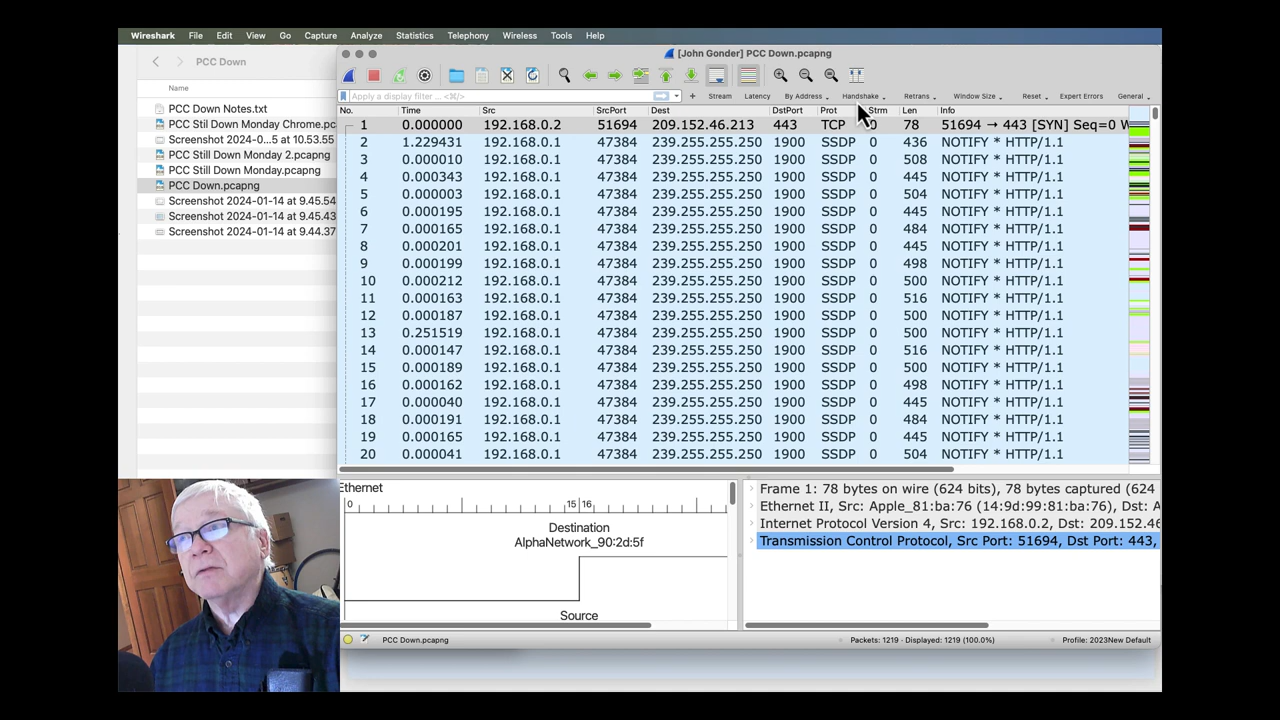 Wireshark File Edit View Go Capture Analyze Statistics Telephony Wireless Tools Help
[John Gonder] PCC Down.pcapng
PCC Down
Name
PCC Down Notes.txt
PCC Stil Down Monday Chrome.pc
Screenshot 2024-0...5 at 10.53.55
PCC Still Down Monday 2.pcapng
PCC Still Down Monday.pcapng
PCC Down.pcapng
Screenshot 2024-01-14 at 9.45.54
Screenshot 2024-01-14 at 9.45.43
Screenshot 2024-01-14 at 9.44.37
Apply a display filter ... <⌘/> + Stream Latency By Address Handshake Retrans Window Size Reset Expert Errors General
No. Time Src SrcPort Dest DstPort Prot Strm Len Info
1 0.000000 192.168.0.2 51694 209.152.46.213 443 TCP 0 78 51694 → 443 [SYN] Seq=0 W
2 1.229431 192.168.0.1 47384 239.255.255.250 1900 SSDP 0 436 NOTIFY * HTTP/1.1
3 0.000010 192.168.0.1 47384 239.255.255.250 1900 SSDP 0 508 NOTIFY * HTTP/1.1
4 0.000343 192.168.0.1 47384 239.255.255.250 1900 SSDP 0 445 NOTIFY * HTTP/1.1
5 0.000003 192.168.0.1 47384 239.255.255.250 1900 SSDP 0 504 NOTIFY * HTTP/1.1
6 0.000195 192.168.0.1 47384 239.255.255.250 1900 SSDP 0 445 NOTIFY * HTTP/1.1
7 0.000165 192.168.0.1 47384 239.255.255.250 1900 SSDP 0 484 NOTIFY * HTTP/1.1
8 0.000201 192.168.0.1 47384 239.255.255.250 1900 SSDP 0 445 NOTIFY * HTTP/1.1
9 0.000199 192.168.0.1 47384 239.255.255.250 1900 SSDP 0 498 NOTIFY * HTTP/1.1
10 0.000212 192.168.0.1 47384 239.255.255.250 1900 SSDP 0 500 NOTIFY * HTTP/1.1
11 0.000163 192.168.0.1 47384 239.255.255.250 1900 SSDP 0 516 NOTIFY * HTTP/1.1
12 0.000187 192.168.0.1 47384 239.255.255.250 1900 SSDP 0 500 NOTIFY * HTTP/1.1
13 0.251519 192.168.0.1 47384 239.255.255.250 1900 SSDP 0 500 NOTIFY * HTTP/1.1
14 0.000147 192.168.0.1 47384 239.255.255.250 1900 SSDP 0 516 NOTIFY * HTTP/1.1
15 0.000189 192.168.0.1 47384 239.255.255.250 1900 SSDP 0 500 NOTIFY * HTTP/1.1
16 0.000162 192.168.0.1 47384 239.255.255.250 1900 SSDP 0 498 NOTIFY * HTTP/1.1
17 0.000040 192.168.0.1 47384 239.255.255.250 1900 SSDP 0 445 NOTIFY * HTTP/1.1
18 0.000191 192.168.0.1 47384 239.255.255.250 1900 SSDP 0 484 NOTIFY * HTTP/1.1
19 0.000165 192.168.0.1 47384 239.255.255.250 1900 SSDP 0 445 NOTIFY * HTTP/1.1
20 0.000041 192.168.0.1 47384 239.255.255.250 1900 SSDP 0 504 NOTIFY * HTTP/1.1
Ethernet
0 15 16
Destination
AlphaNetwork_90:2d:5f
Source
Frame 1: 78 bytes on wire (624 bits), 78 bytes captured (624
Ethernet II, Src: Apple_81:ba:76 (14:9d:99:81:ba:76), Dst: A
Internet Protocol Version 4, Src: 192.168.0.2, Dst: 209.152.46
Transmission Control Protocol, Src Port: 51694, Dst Port: 443,
PCC Down.pcapng Packets: 1219 · Displayed: 1219 (100.0%) Profile: 2023New Default